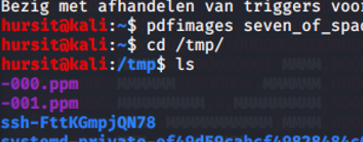 Bezig met afhandelen van triggers voor
hursit@kali:~$ pdfimages seven_of_spa
hursit@kali:~$ cd /tmp/
hursit@kali:/tmp$ ls
-000.ppm
-001.ppm
ssh-FttKGmpjQN78